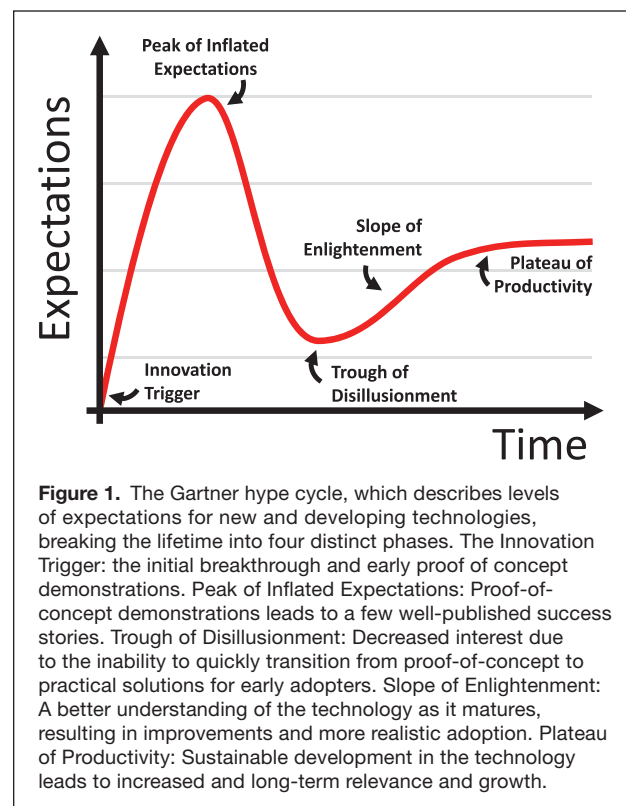 Peak of Inflated
Expectations
Expectations
Slope of
Enlightenment
Plateau of
Productivity
Innovation
Trigger
Trough of
Disillusionment
Time
Figure 1. The Gartner hype cycle, which describes levels
of expectations for new and developing technologies,
breaking the lifetime into four distinct phases. The Innovation
Trigger: the initial breakthrough and early proof of concept
demonstrations. Peak of Inflated Expectations: Proof-of-
concept demonstrations leads to a few well-published success
stories. Trough of Disillusionment: Decreased interest due
to the inability to quickly transition from proof-of-concept to
practical solutions for early adopters. Slope of Enlightenment:
A better understanding of the technology as it matures,
resulting in improvements and more realistic adoption. Plateau
of Productivity: Sustainable development in the technology
leads to increased and long-term relevance and growth.